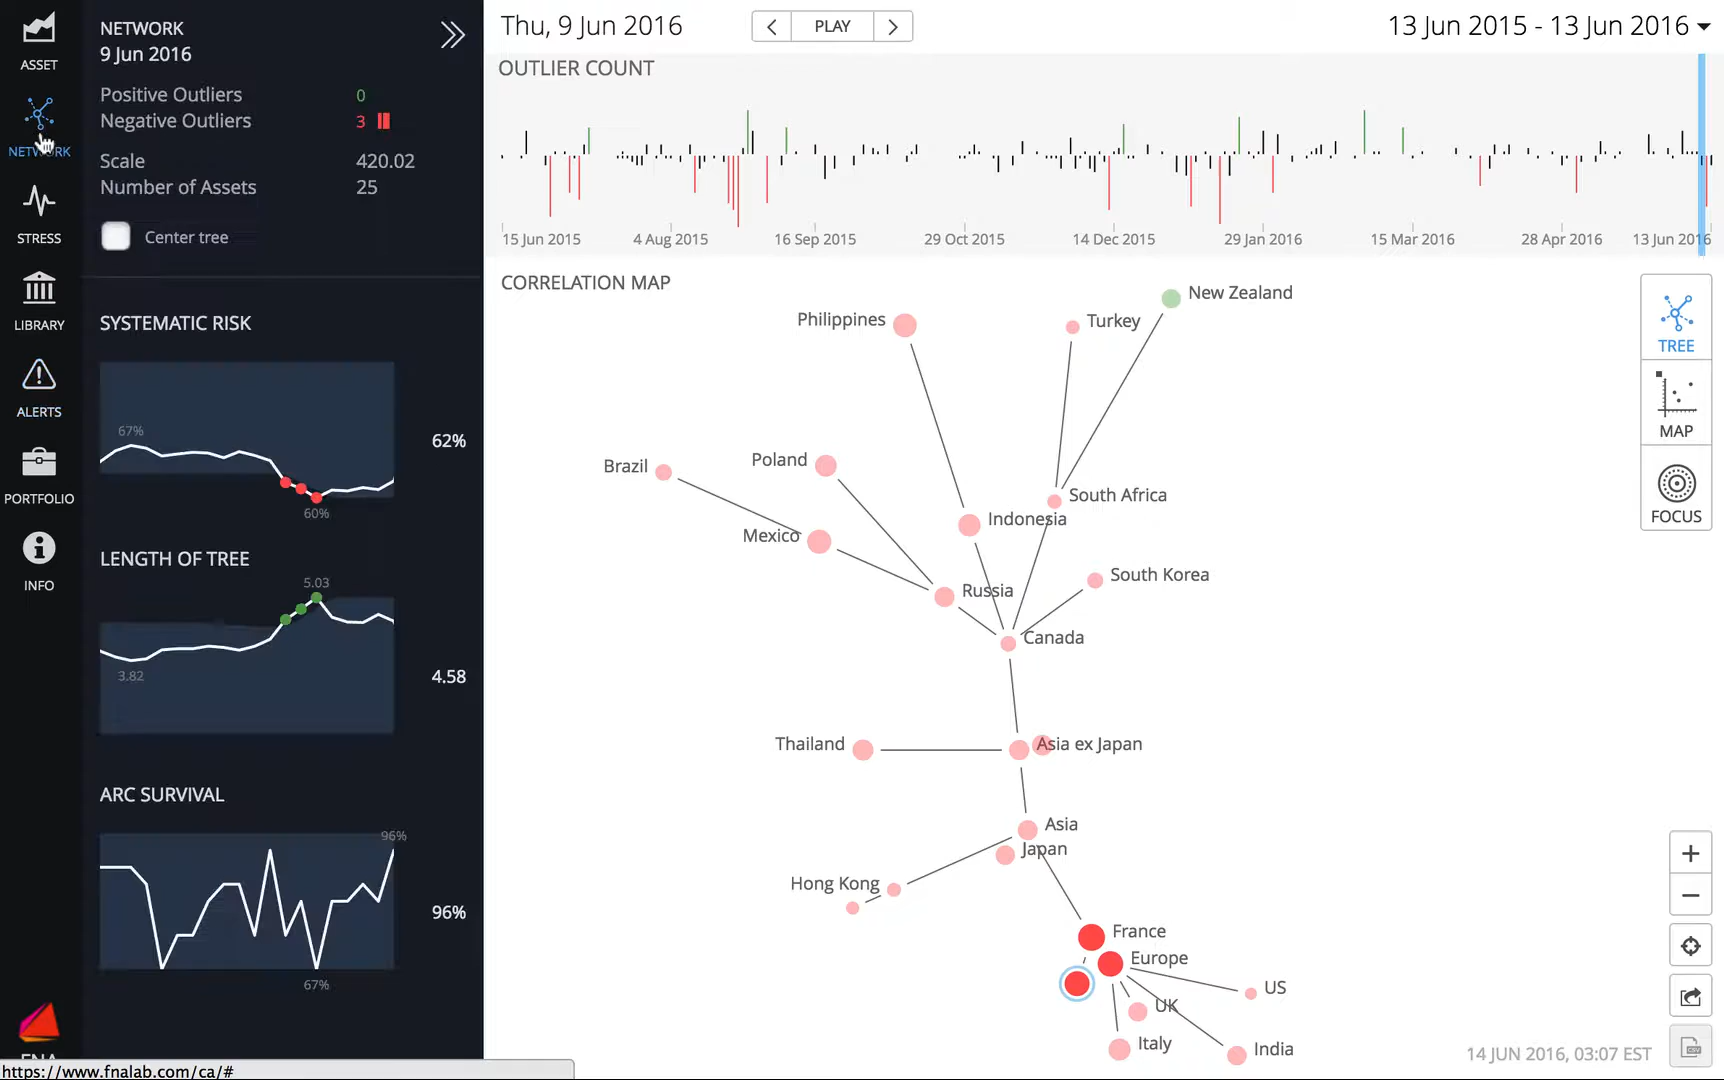 ASSET
NETWORK
STRESS
LIBRARY
ALERTS
PORTFOLIO
INFO
https://www.fnalab.com/ca/#
NETWORK
9 Jun 2016
Positive Outliers 0
Negative Outliers 3
Scale 420.02
Number of Assets 25
Center tree
SYSTEMATIC RISK
67%
62%
60%
LENGTH OF TREE
5.03
3.82
4.58
ARC SURVIVAL
96%
96%
67%
Thu, 9 Jun 2016
PLAY
13 Jun 2015 - 13 Jun 2016
OUTLIER COUNT
15 Jun 2015 4 Aug 2015 16 Sep 2015 29 Oct 2015 14 Dec 2015 29 Jan 2016 15 Mar 2016 28 Apr 2016 13 Jun 2016
CORRELATION MAP
New Zealand
Philippines
Turkey
Brazil
Poland
South Africa
Indonesia
Mexico
South Korea
Russia
Canada
Thailand
Asia ex Japan
Asia
Japan
Hong Kong
France
Europe
US
UK
Italy
India
TREE
MAP
FOCUS
14 JUN 2016, 03:07 EST